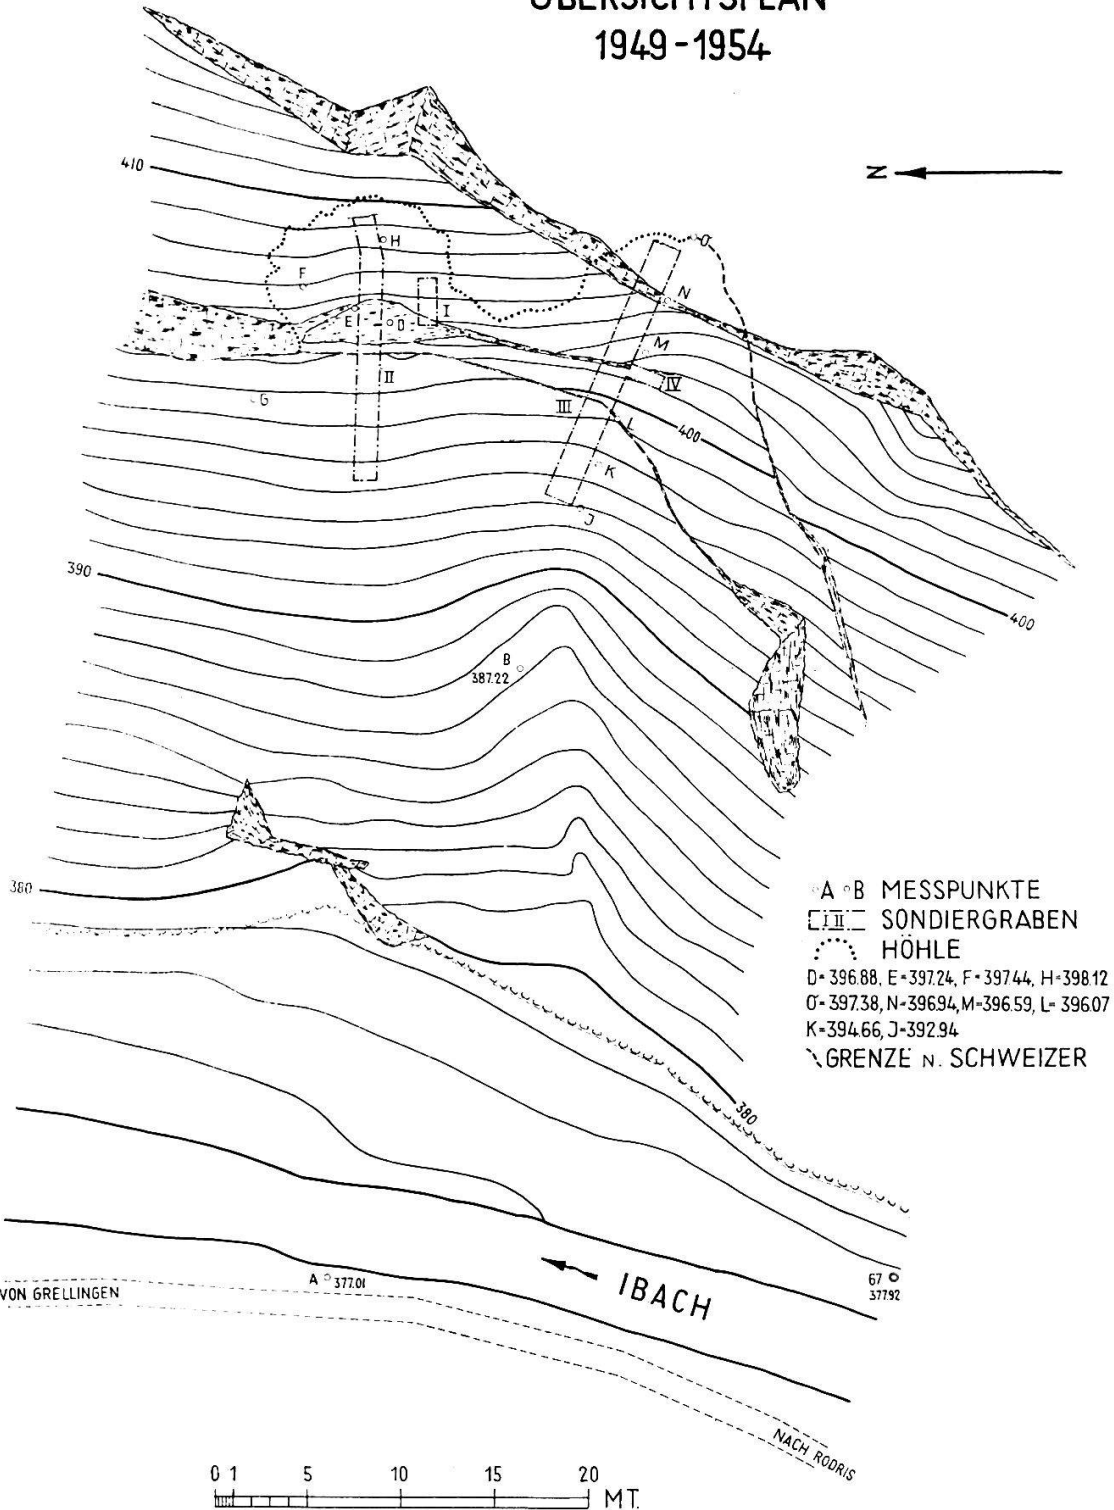 ÜBERSICHTSPLAN
1949-1954
410
N
O
H
F
N
E
D
I
M
II
IV
G
III
L
400
K
J
390
400
B
387.22
380
A B MESSPUNKTE
I II SONDIERGRABEN
HÖHLE
D=396.88, E=397.24, F=397.44, H=398.12
O=397.38, N=396.94, M=396.59, L=396.07
K=394.66, J=392.94
GRENZE N. SCHWEIZER
380
A 377.01
67
377.92
VON GRELLINGEN
IBACH
NACH RODRIS
0 1 5 10 15 20
MT.